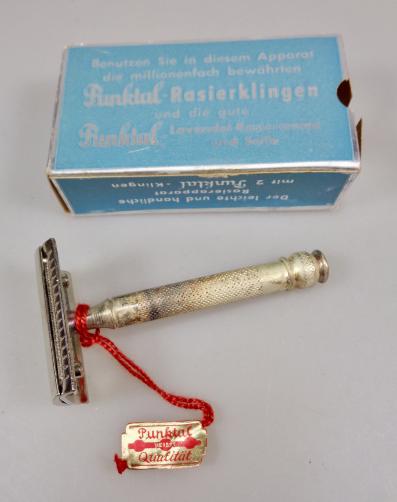 Benutzen Sie in diesem Apparat
die millionenfach bewährten
Punktal-Rasierklingen
und die gute
Punktal Lavendel-Rasiercreme
und Seife
Der leichte und handliche
Rasierapparat
mit 2 Punktal-Klingen
Punktal
Qualität